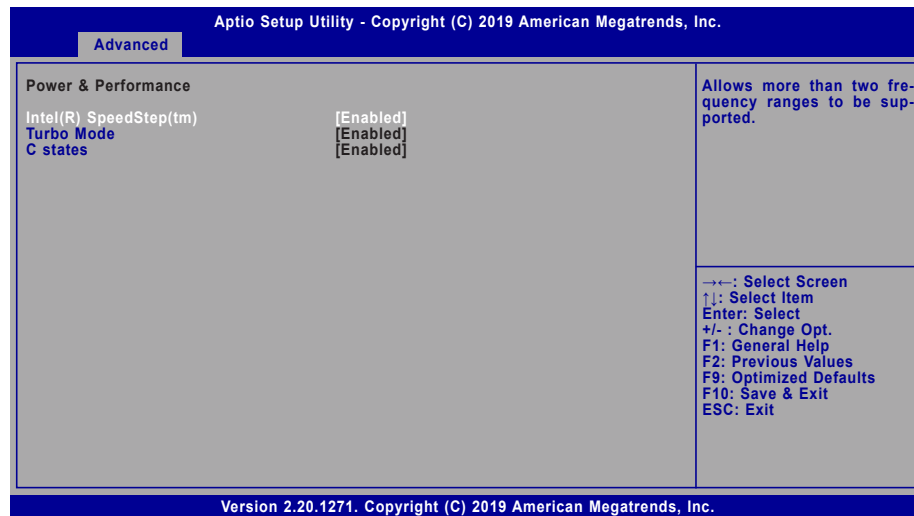 Aptio Setup Utility - Copyright (C) 2019 American Megatrends, Inc.
Advanced
Power & Performance
Intel(R) SpeedStep(tm) [Enabled]
Turbo Mode [Enabled]
C states [Enabled]
Allows more than two fre-
quency ranges to be sup-
ported.
→←: Select Screen
↑↓: Select Item
Enter: Select
+/- : Change Opt.
F1: General Help
F2: Previous Values
F9: Optimized Defaults
F10: Save & Exit
ESC: Exit
Version 2.20.1271. Copyright (C) 2019 American Megatrends, Inc.